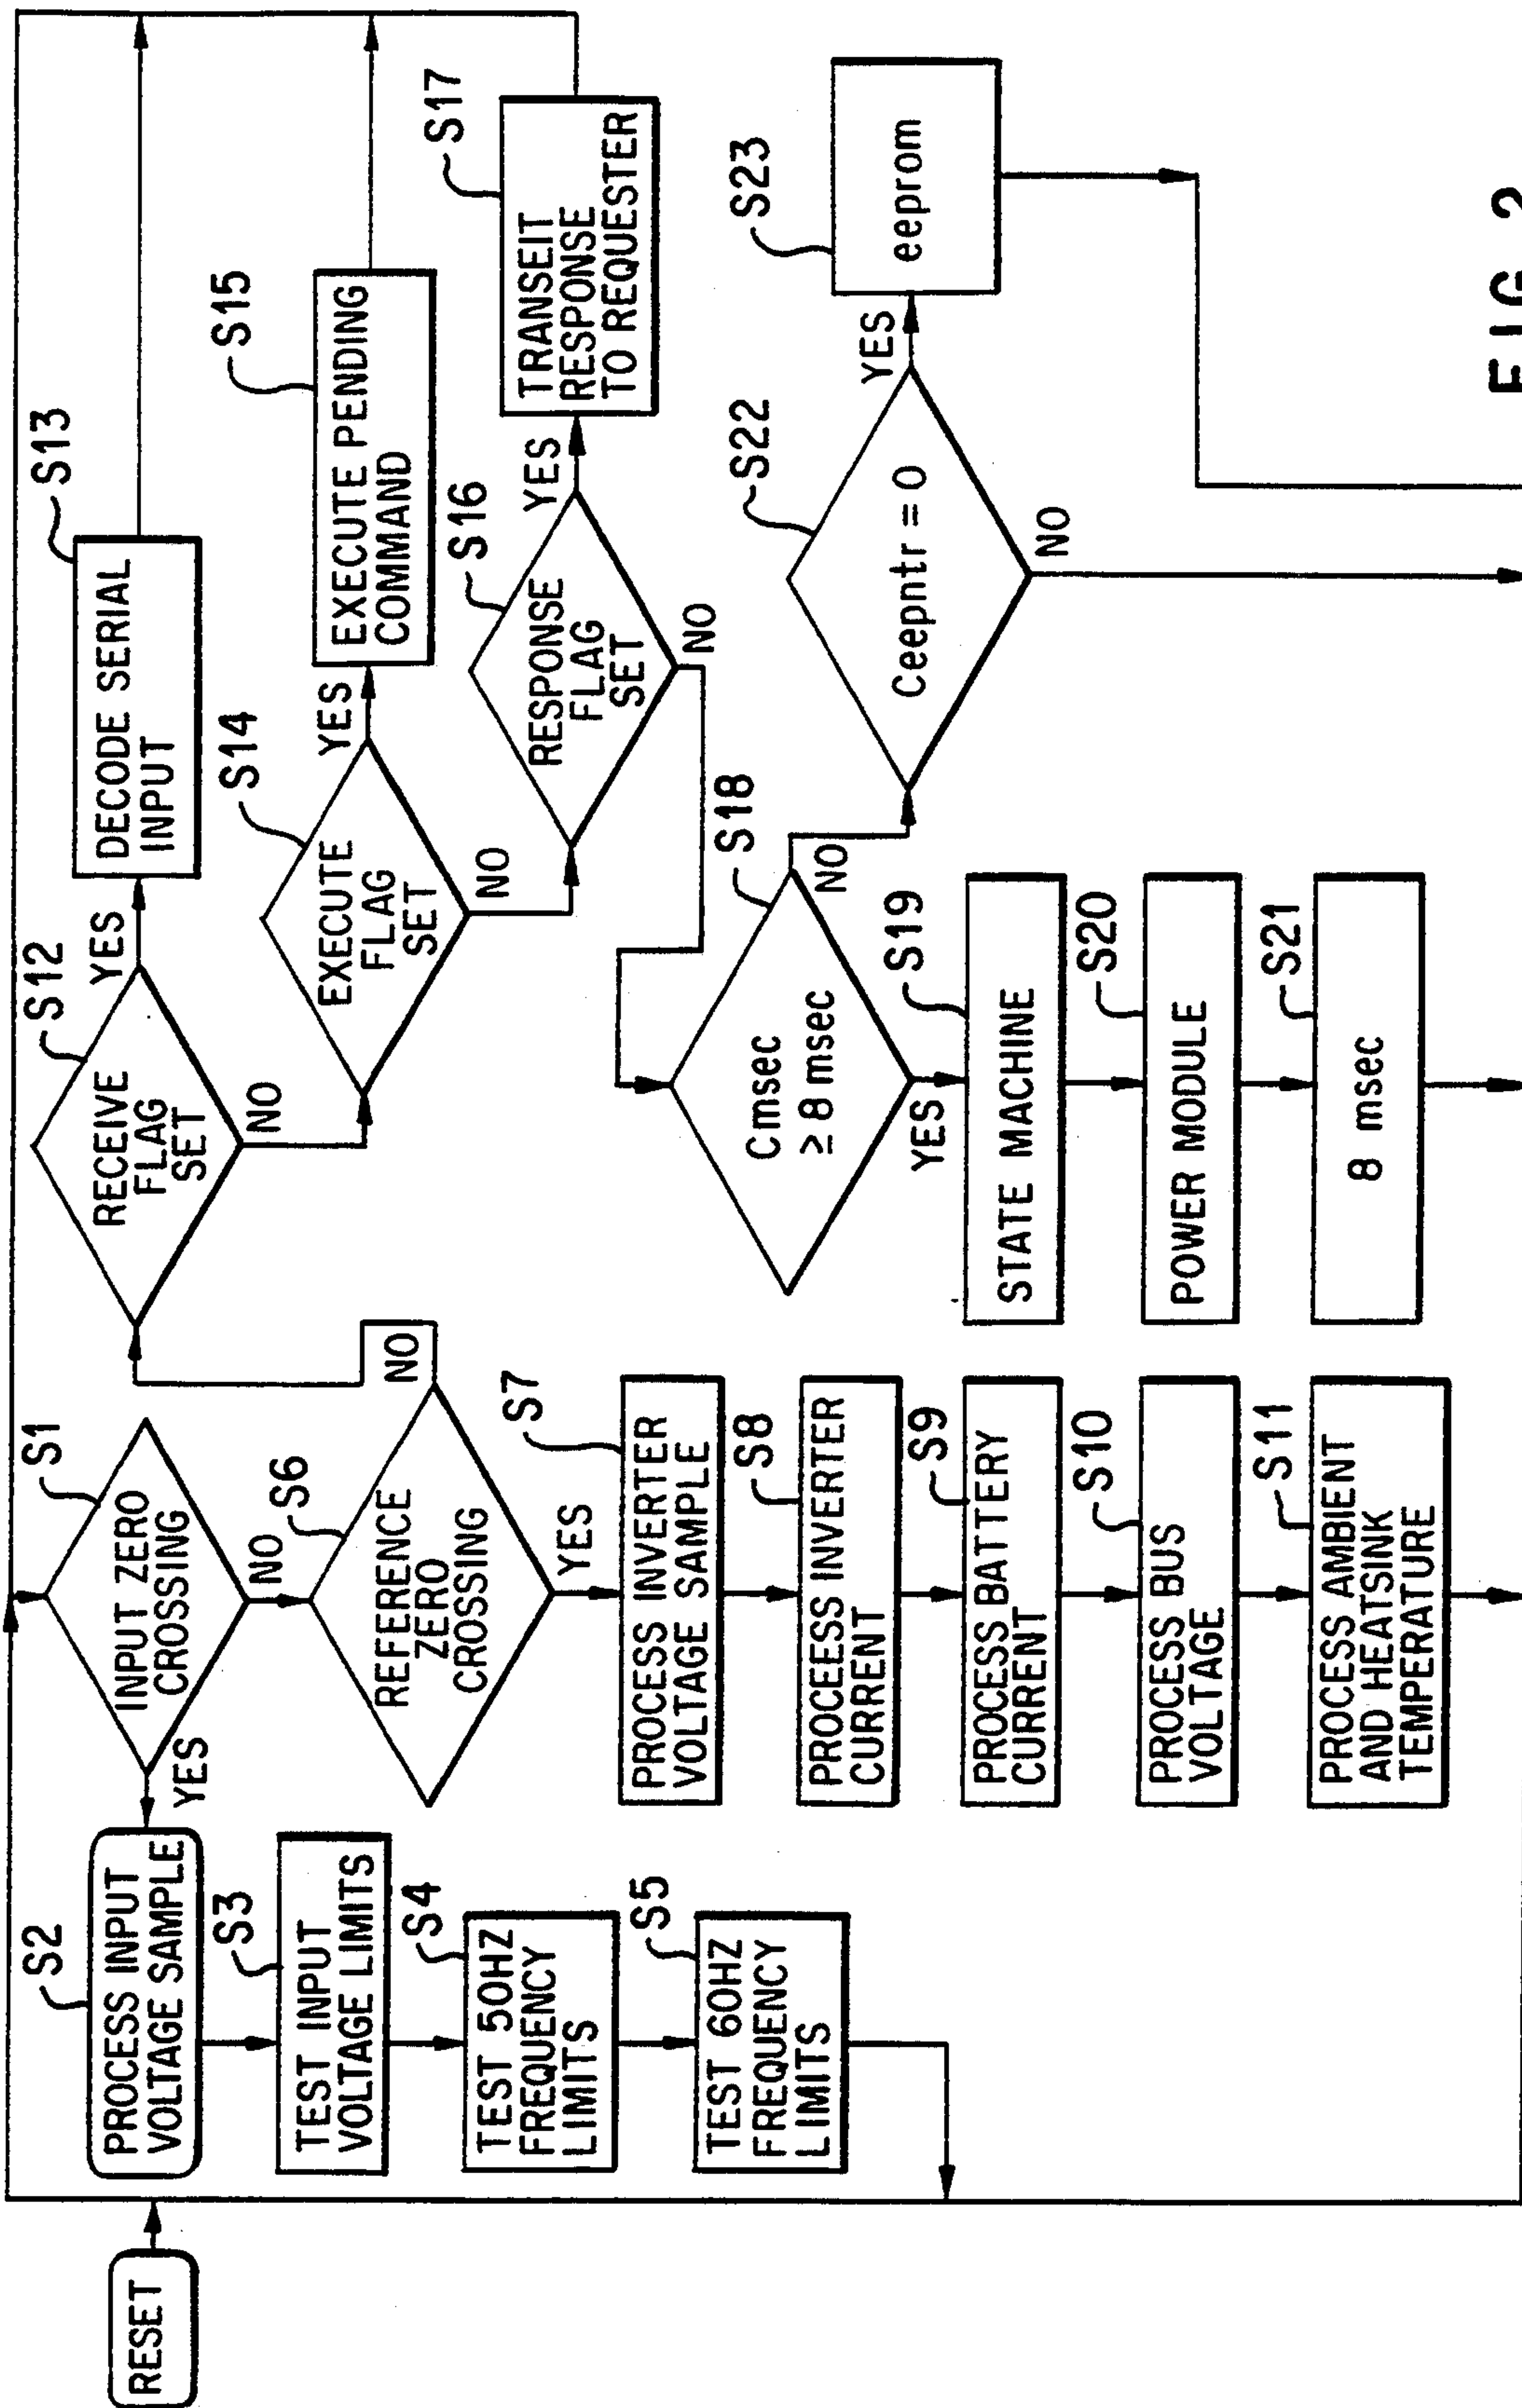 RESET
S2
PROCESS INPUT
VOLTAGE SAMPLE
S3
TEST INPUT
VOLTAGE LIMITS
S4
TEST 50HZ
FREQUENCY
LIMITS
S5
TEST 60HZ
FREQUENCY
LIMITS
S1
INPUT ZERO
CROSSING
YES
NO
S6
REFERENCE
ZERO
CROSSING
NO
YES
S7
PROCESS INVERTER
VOLTAGE SAMPLE
S8
PROCEESS INVERTER
CURRENT
S9
PROCESS BATTERY
CURRENT
S10
PROCESS BUS
VOLTAGE
S11
PROCESS AMBIENT
AND HEATSINK
TEMPERATURE
S12
RECEIVE
FLAG
SET
YES
NO
S13
DECODE SERIAL
INPUT
S14
EXECUTE
FLAG
SET
YES
NO
S15
EXECUTE PENDING
COMMAND
S16
RESPONSE
FLAG
SET
YES
NO
S17
TRANSEIT
RESPONSE
TO REQUESTER
S18
Cmsec
≥ 8 msec
NO
YES
S19
STATE MACHINE
S20
POWER MODULE
S21
8 msec
S22
Ceepntr = 0
YES
NO
S23
eeprom
FIG 2